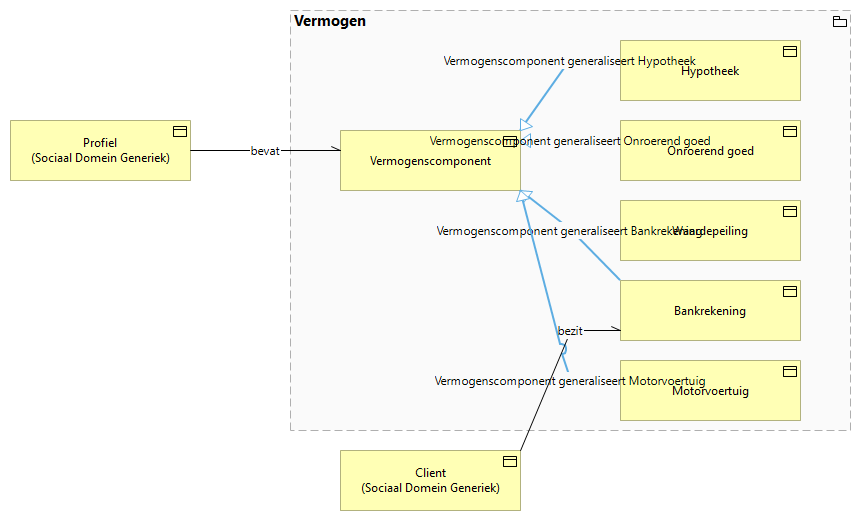 Vermogen
Vermogenscomponent generaliseert Hypotheek
Hypotheek
Profiel
(Sociaal Domein Generiek)
bevat
Vermogenscomponent generaliseert Onroerend goed
Vermogenscomponent
Onroerend goed
Vermogenscomponent generaliseert Bankrekening
Waardepeiling
Bankrekening
bezit
Vermogenscomponent generaliseert Motorvoertuig
Motorvoertuig
Client
(Sociaal Domein Generiek)